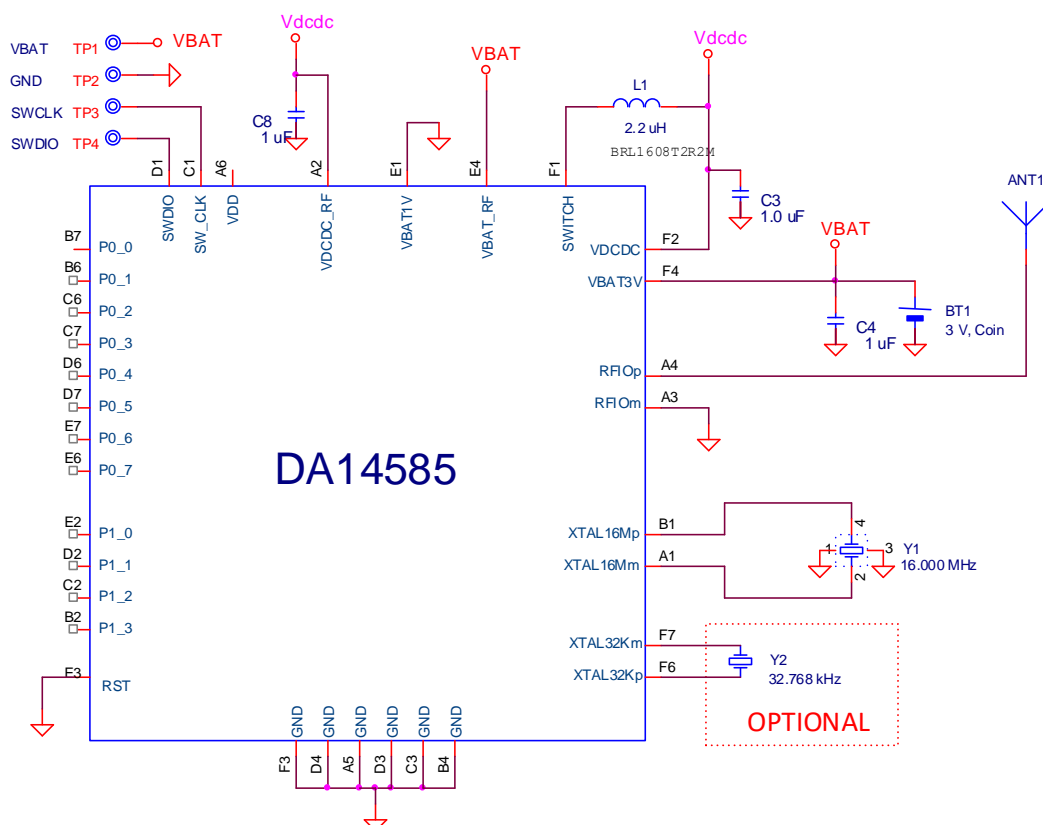 Vdcdc
VBAT
TP1
VBAT
GND
TP2
SWCLK
TP3
SWDIO
TP4
C8
1 uF
VBAT
Vdcdc
L1
2.2 uH
BRL1608T2R2M
C3
1.0 uF
ANT1
D1
C1
A6
A2
E1
E4
F1
SWDIO
SW_CLK
VDD
VDCDC_RF
VBAT1V
VBAT_RF
SWITCH
B7 P0_0
B6 P0_1
C6 P0_2
C7 P0_3
D6 P0_4
D7 P0_5
E7 P0_6
E6 P0_7
E2 P1_0
D2 P1_1
C2 P1_2
B2 P1_3
E3 RST
DA14585
VDCDC F2
VBAT3V F4
VBAT
C4
1 uF
BT1
3 V, Coin
RFIOp A4
RFIOm A3
XTAL16Mp B1
XTAL16Mm A1
4
1
3
2
Y1
16.000 MHz
XTAL32Km F7
XTAL32Kp F6
Y2
32.768 kHz
OPTIONAL
GND
GND
GND
GND
GND
GND
F3
D4
A5
D3
C3
B4